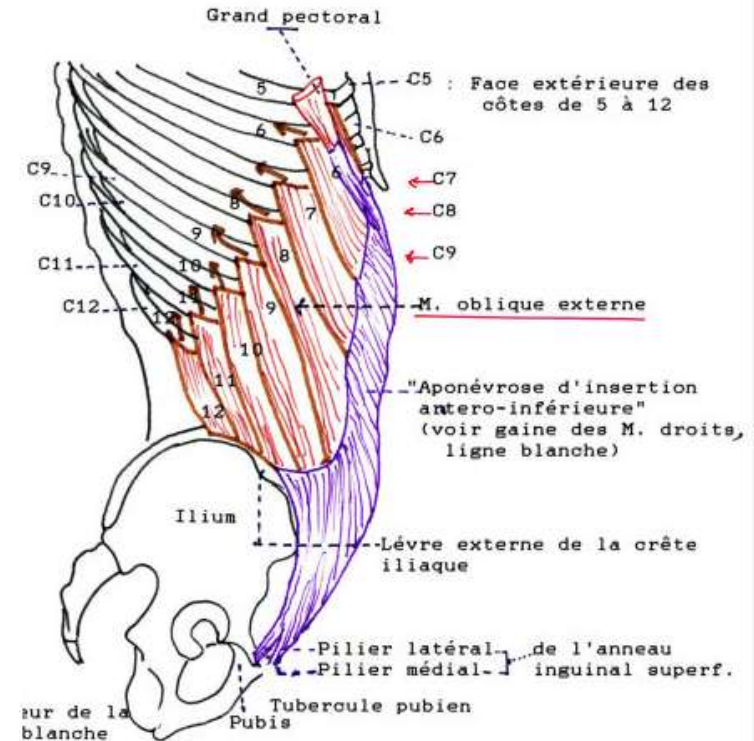 Grand pectoral
C5 : Face extérieure des
côtes de 5 à 12
5
6
C6
6
C9
C7
C10
8
7
C8
9
8
C9
C11
10
C12
11
9
M. oblique externe
12
10
11
"Aponévrose d'insertion
antero-inférieure"
12
(voir gaine des M. droits,
ligne blanche)
Ilium
Lévre externe de la crête
iliaque
Pilier latéral
Pilier médial
de l'anneau
inguinal superf.
Tubercule pubien
eur de la
Pubis
blanche